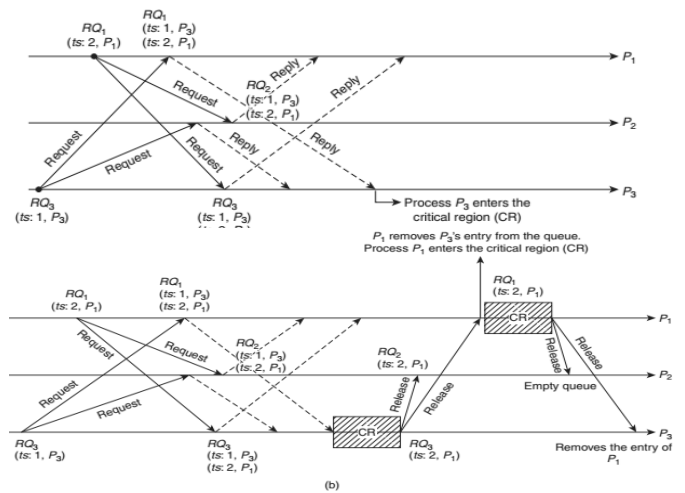 RQ1
(ts: 2, P1)
RQ1
(ts: 1, P3)
(ts: 2, P1)
Request
Request
Request
Request
RQ2
(ts: 1, P3)
(ts: 2, P1)
Reply
Reply
Reply
Reply
P1
P2
P3
RQ3
(ts: 1, P3)
RQ3
(ts: 1, P3)
Process P3 enters the
critical region (CR)
P1 removes P3's entry from the queue.
Process P1 enters the critical region (CR)
RQ1
(ts: 2, P1)
RQ1
(ts: 1, P3)
(ts: 2, P1)
RQ1
(ts: 2, P1)
CR
P1
Request
Request
Request
Request
RQ2
(ts: 1, P3)
(ts: 2, P1)
RQ2
(ts: 2, P1)
Release
Release
Release
Release
P2
Empty queue
CR
P3
RQ3
(ts: 1, P3)
RQ3
(ts: 1, P3)
(ts: 2, P1)
RQ3
(ts: 2, P1)
Removes the entry of
P1
(b)